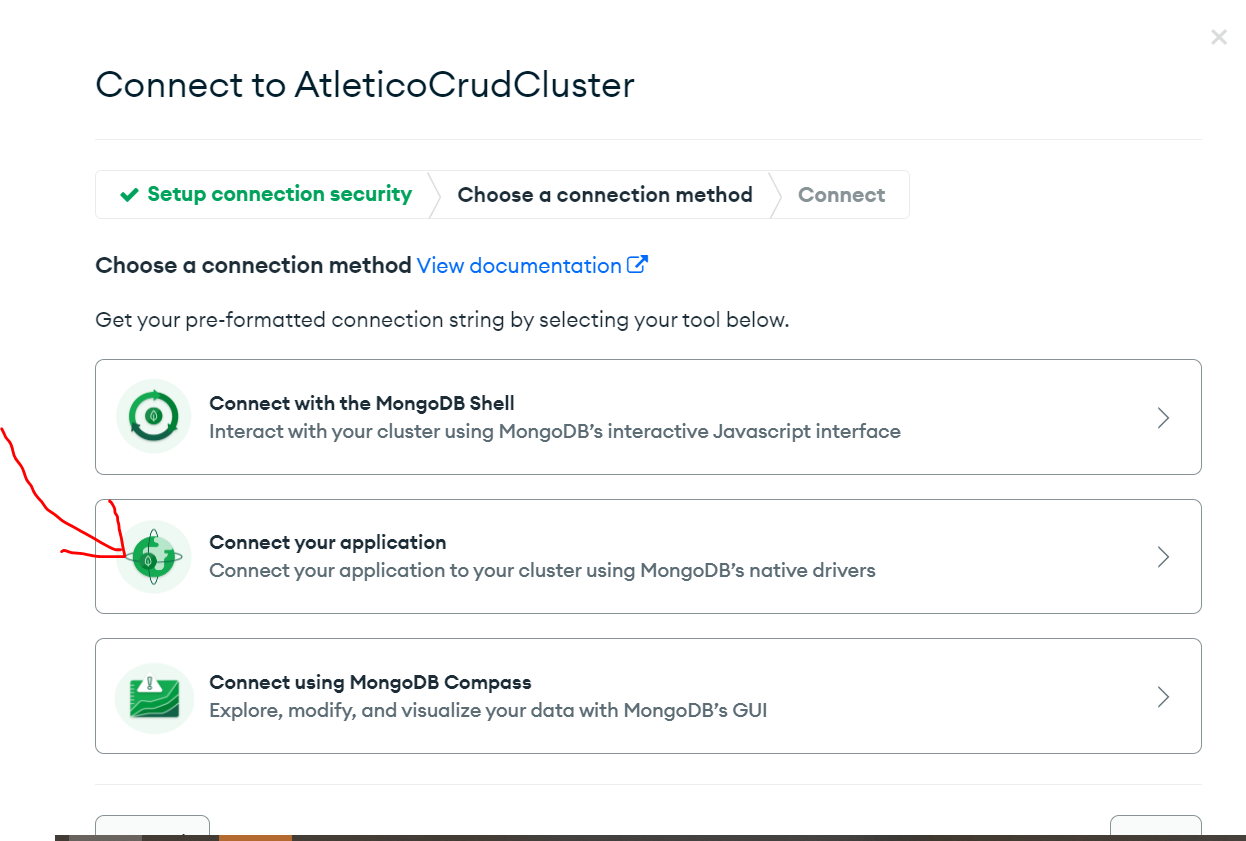 Connect to AtleticoCrudCluster
Setup connection security Choose a connection method Connect
Choose a connection method View documentation
Get your pre-formatted connection string by selecting your tool below.
Connect with the MongoDB Shell
Interact with your cluster using MongoDB’s interactive Javascript interface
Connect your application
Connect your application to your cluster using MongoDB’s native drivers
Connect using MongoDB Compass
Explore, modify, and visualize your data with MongoDB’s GUI